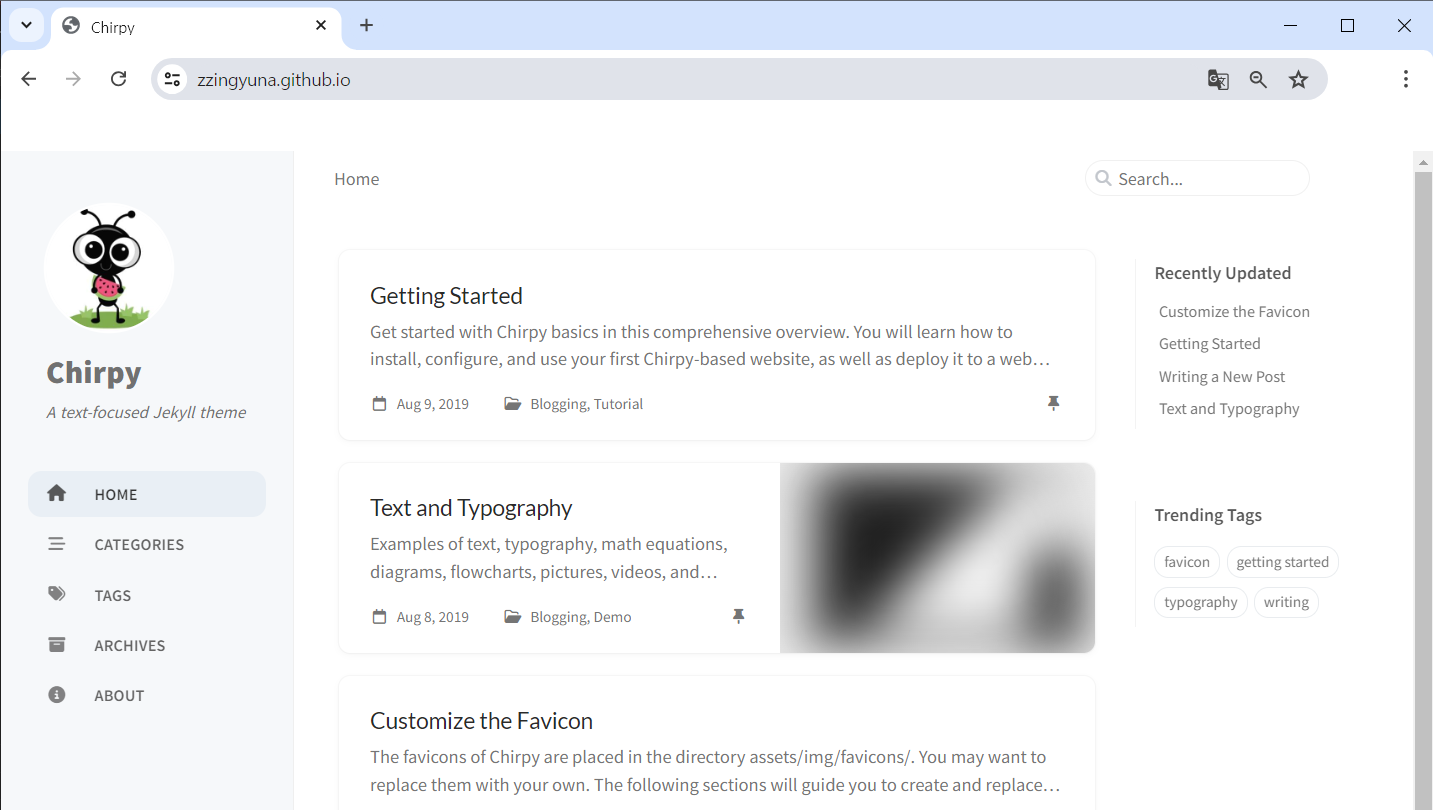 Chirpy
zzingyuna.github.io
Home
Search...
Chirpy
A text-focused Jekyll theme
HOME
CATEGORIES
TAGS
ARCHIVES
ABOUT
Getting Started
Get started with Chirpy basics in this comprehensive overview. You will learn how to
install, configure, and use your first Chirpy-based website, as well as deploy it to a web…
Aug 9, 2019 Blogging, Tutorial
Text and Typography
Examples of text, typography, math equations,
diagrams, flowcharts, pictures, videos, and…
Aug 8, 2019 Blogging, Demo
Customize the Favicon
The favicons of Chirpy are placed in the directory assets/img/favicons/. You may want to
replace them with your own. The following sections will guide you to create and replace…
Recently Updated
Customize the Favicon
Getting Started
Writing a New Post
Text and Typography
Trending Tags
favicon getting started
typography writing